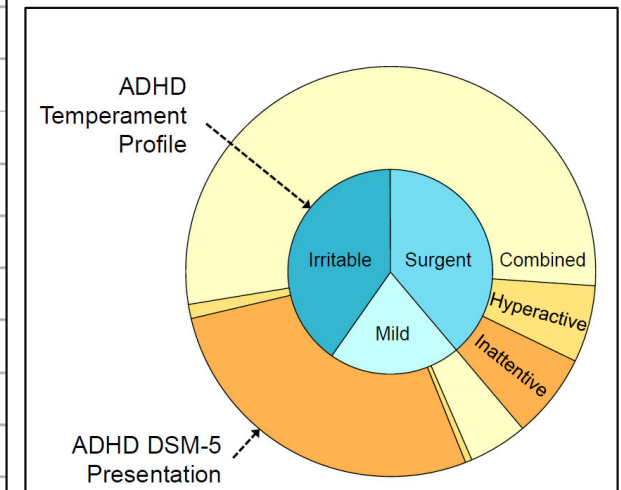 ADHD
Temperament
Profile
Irritable
Surgent
Combined
Hyperactive
Mild
Inattentive
ADHD DSM-5
Presentation